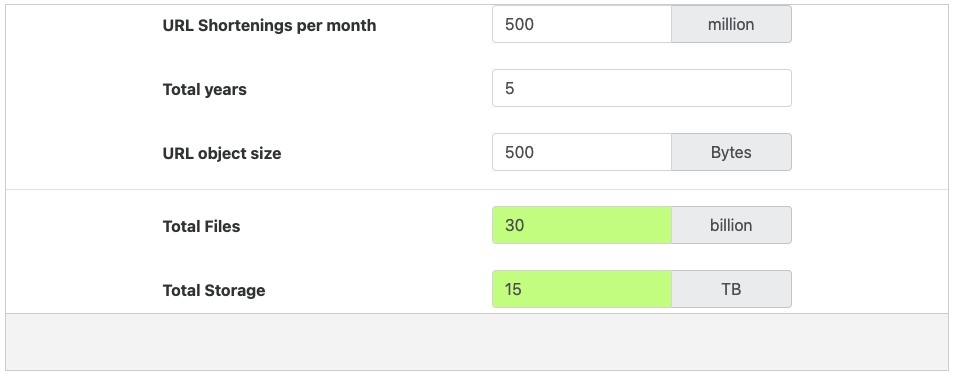 URL Shortenings per month 500 million
Total years 5
URL object size 500 Bytes
Total Files 30 billion
Total Storage 15 TB